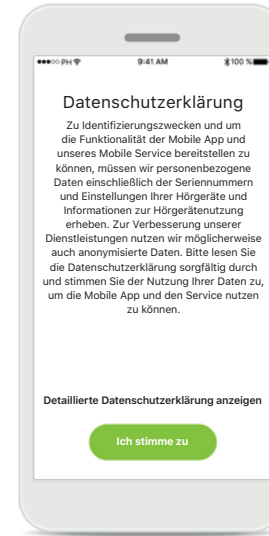 PH 9:41 AM 100 %
Datenschutzerklärung
Zu Identifizierungszwecken und um
die Funktionalität der Mobile App und
unseres Mobile Service bereitstellen zu
können, müssen wir personenbezogene
Daten einschließlich der Seriennummern
und Einstellungen Ihrer Hörgeräte und
Informationen zur Hörgerätenutzung
erheben. Zur Verbesserung unserer
Dienstleistungen nutzen wir möglicherweise
auch anonymisierte Daten. Bitte lesen Sie
die Datenschutzerklärung sorgfältig durch
und stimmen Sie der Nutzung Ihrer Daten zu,
um die Mobile App und den Service nutzen
zu können.
Detaillierte Datenschutzerklärung anzeigen
Ich stimme zu